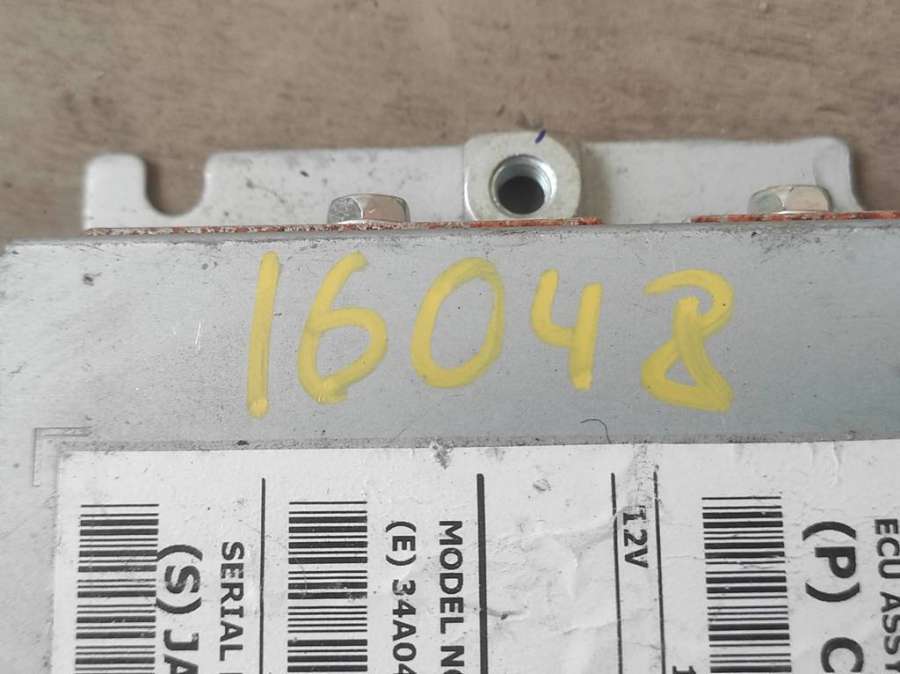 16048
ECU ASSY
(P) C
12V
MODEL NO
(E) 34A04
SERIAL
(S) JA